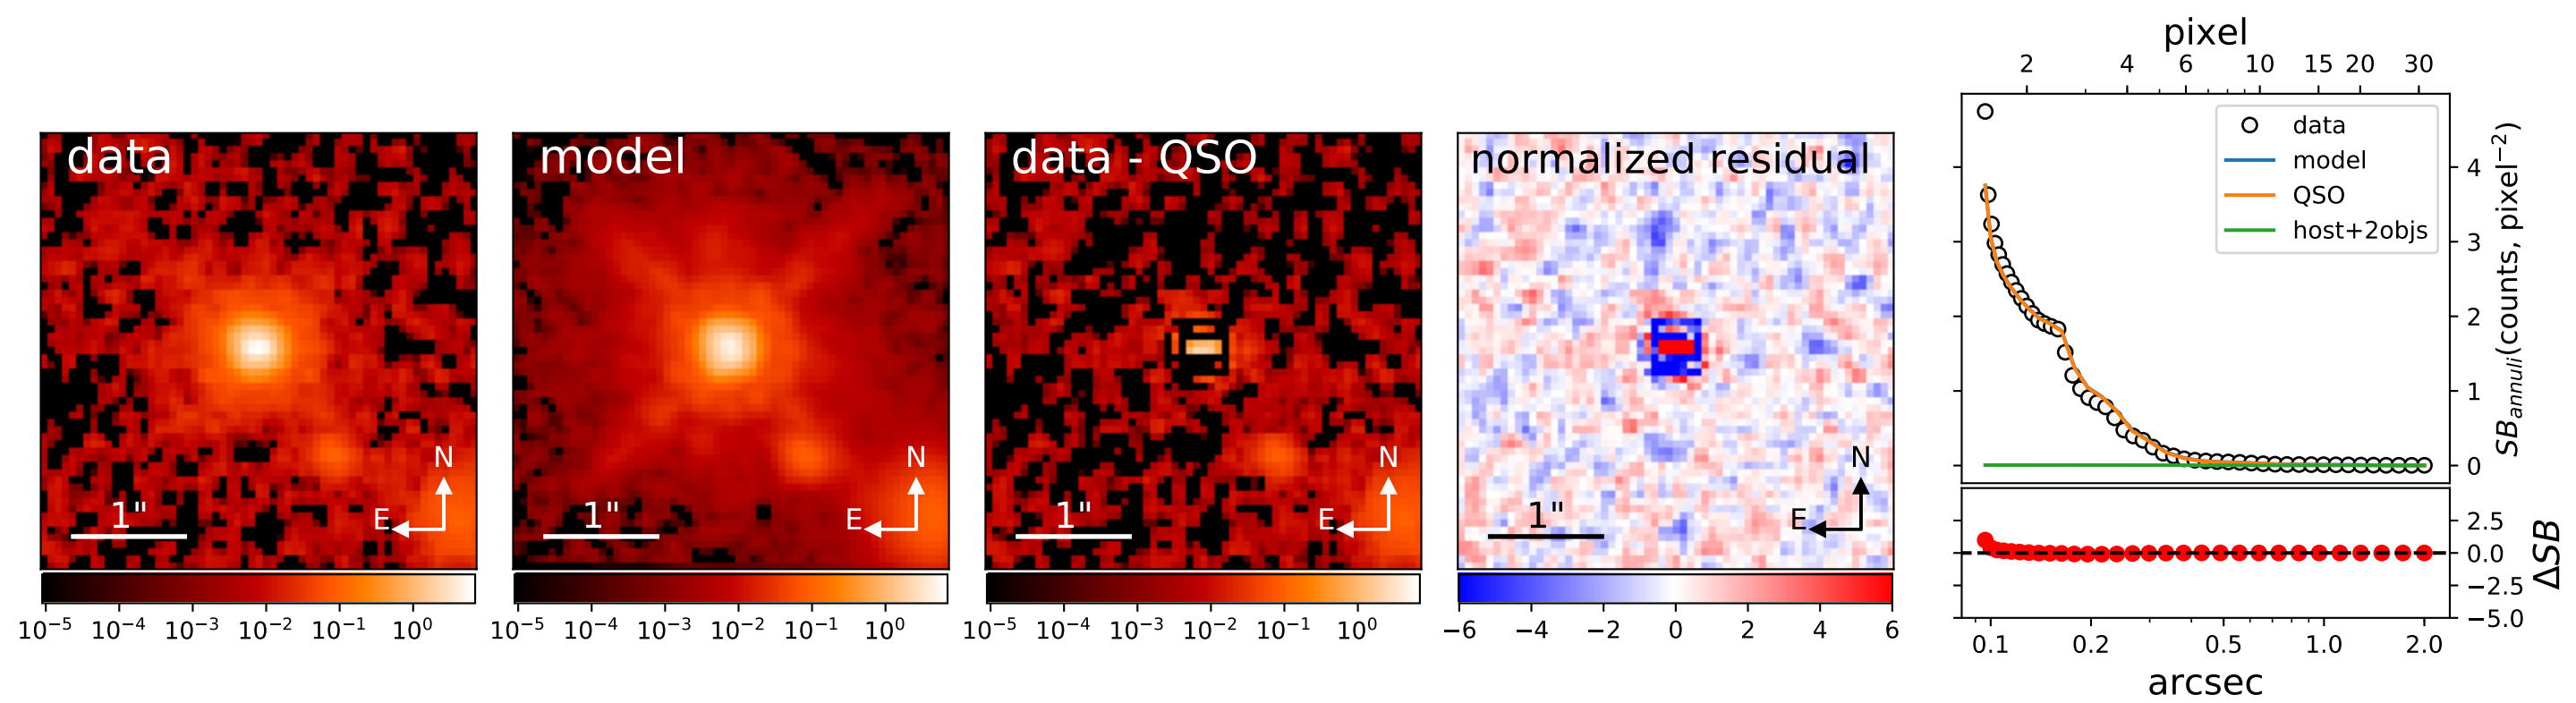 data
N
E
1"
10⁻⁵ 10⁻⁴ 10⁻³ 10⁻² 10⁻¹ 10⁰
model
N
E
1"
10⁻⁵ 10⁻⁴ 10⁻³ 10⁻² 10⁻¹ 10⁰
data - QSO
N
E
1"
10⁻⁵ 10⁻⁴ 10⁻³ 10⁻² 10⁻¹ 10⁰
normalized residual
N
E
1"
−6 −4 −2 0 2 4 6
pixel
2 4 6 10 15 20 30
data
model
QSO
host+2objs
4
3
2
1
0
SB_annuli(counts, pixel⁻²)
2.5
0.0
−2.5
−5.0
ΔSB
0.1 0.2 0.5 1.0 2.0
arcsec